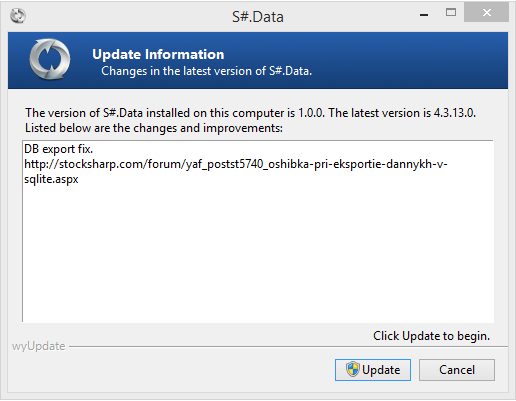 S#.Data
Update Information
Changes in the latest version of S#.Data.
The version of S#.Data installed on this computer is 1.0.0. The latest version is 4.3.13.0.
Listed below are the changes and improvements:
DB export fix.
http://stocksharp.com/forum/yaf_postst5740_oshibka-pri-eksportie-dannykh-v-
sqlite.aspx
Click Update to begin.
wyUpdate
Update
Cancel